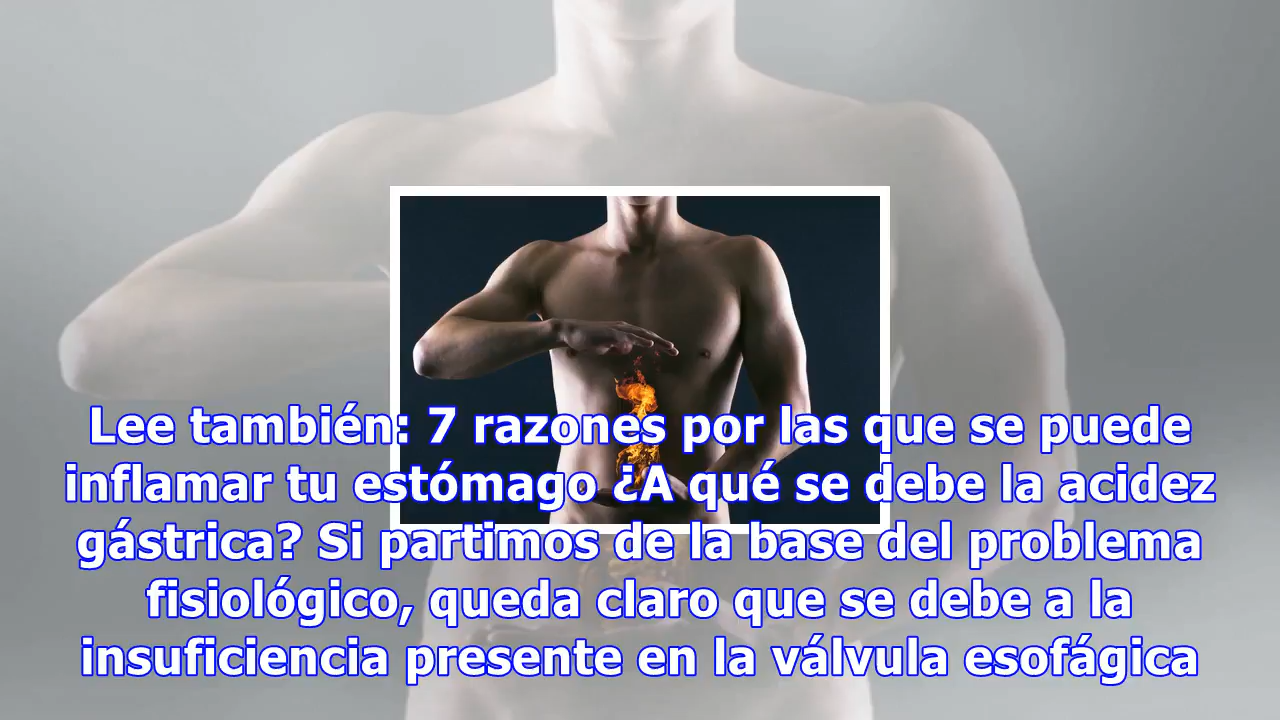 Lee también: 7 razones por las que se puede
inflamar tu estómago ¿A qué se debe la acidez
gástrica? Si partimos de la base del problema
fisiológico, queda claro que se debe a la
insuficiencia presente en la válvula esofágica